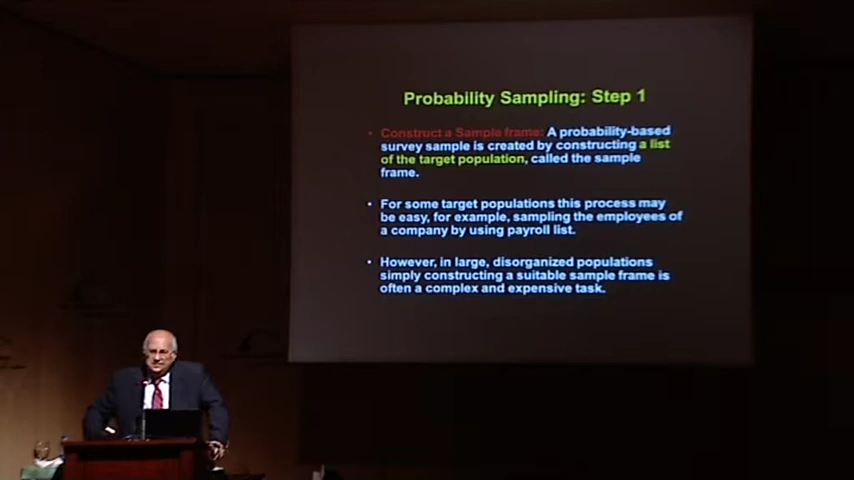 Probability Sampling: Step 1
• Construct a Sample frame: A probability-based
survey sample is created by constructing a list
of the target population, called the sample
frame.
• For some target populations this process may
be easy, for example, sampling the employees of
a company by using payroll list.
• However, in large, disorganized populations
simply constructing a suitable sample frame is
often a complex and expensive task.